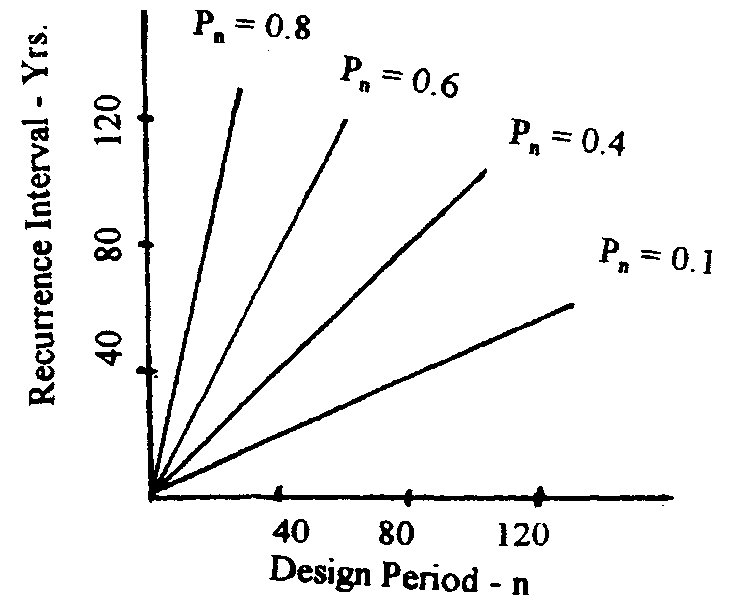 P_n = 0.8
P_n = 0.6
P_n = 0.4
P_n = 0.1
Recurrence Interval - Yrs.
120
80
40
40 80 120
Design Period - n